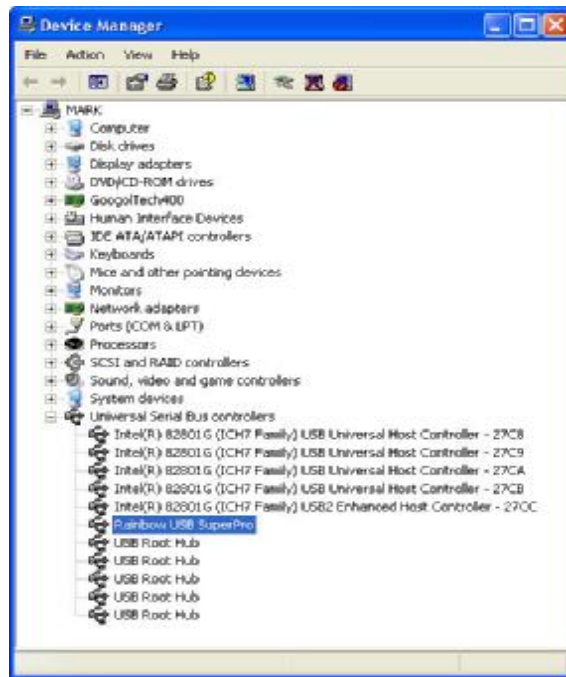 Device Manager
File Action View Help
MARK
Computer
Disk drives
Display adapters
DVD/CD-ROM drives
GoogolTech400
Human Interface Devices
IDE ATA/ATAPI controllers
Keyboards
Mice and other pointing devices
Monitors
Network adapters
Ports (COM & LPT)
Processors
SCSI and RAID controllers
Sound, video and game controllers
System devices
Universal Serial Bus controllers
Intel(R) 82801G (ICH7 Family) USB Universal Host Controller - 27C8
Intel(R) 82801G (ICH7 Family) USB Universal Host Controller - 27C9
Intel(R) 82801G (ICH7 Family) USB Universal Host Controller - 27CA
Intel(R) 82801G (ICH7 Family) USB Universal Host Controller - 27CB
Intel(R) 82801G (ICH7 Family) USB2 Enhanced Host Controller - 27CC
Rainbow USB SuperPro
USB Root Hub
USB Root Hub
USB Root Hub
USB Root Hub
USB Root Hub